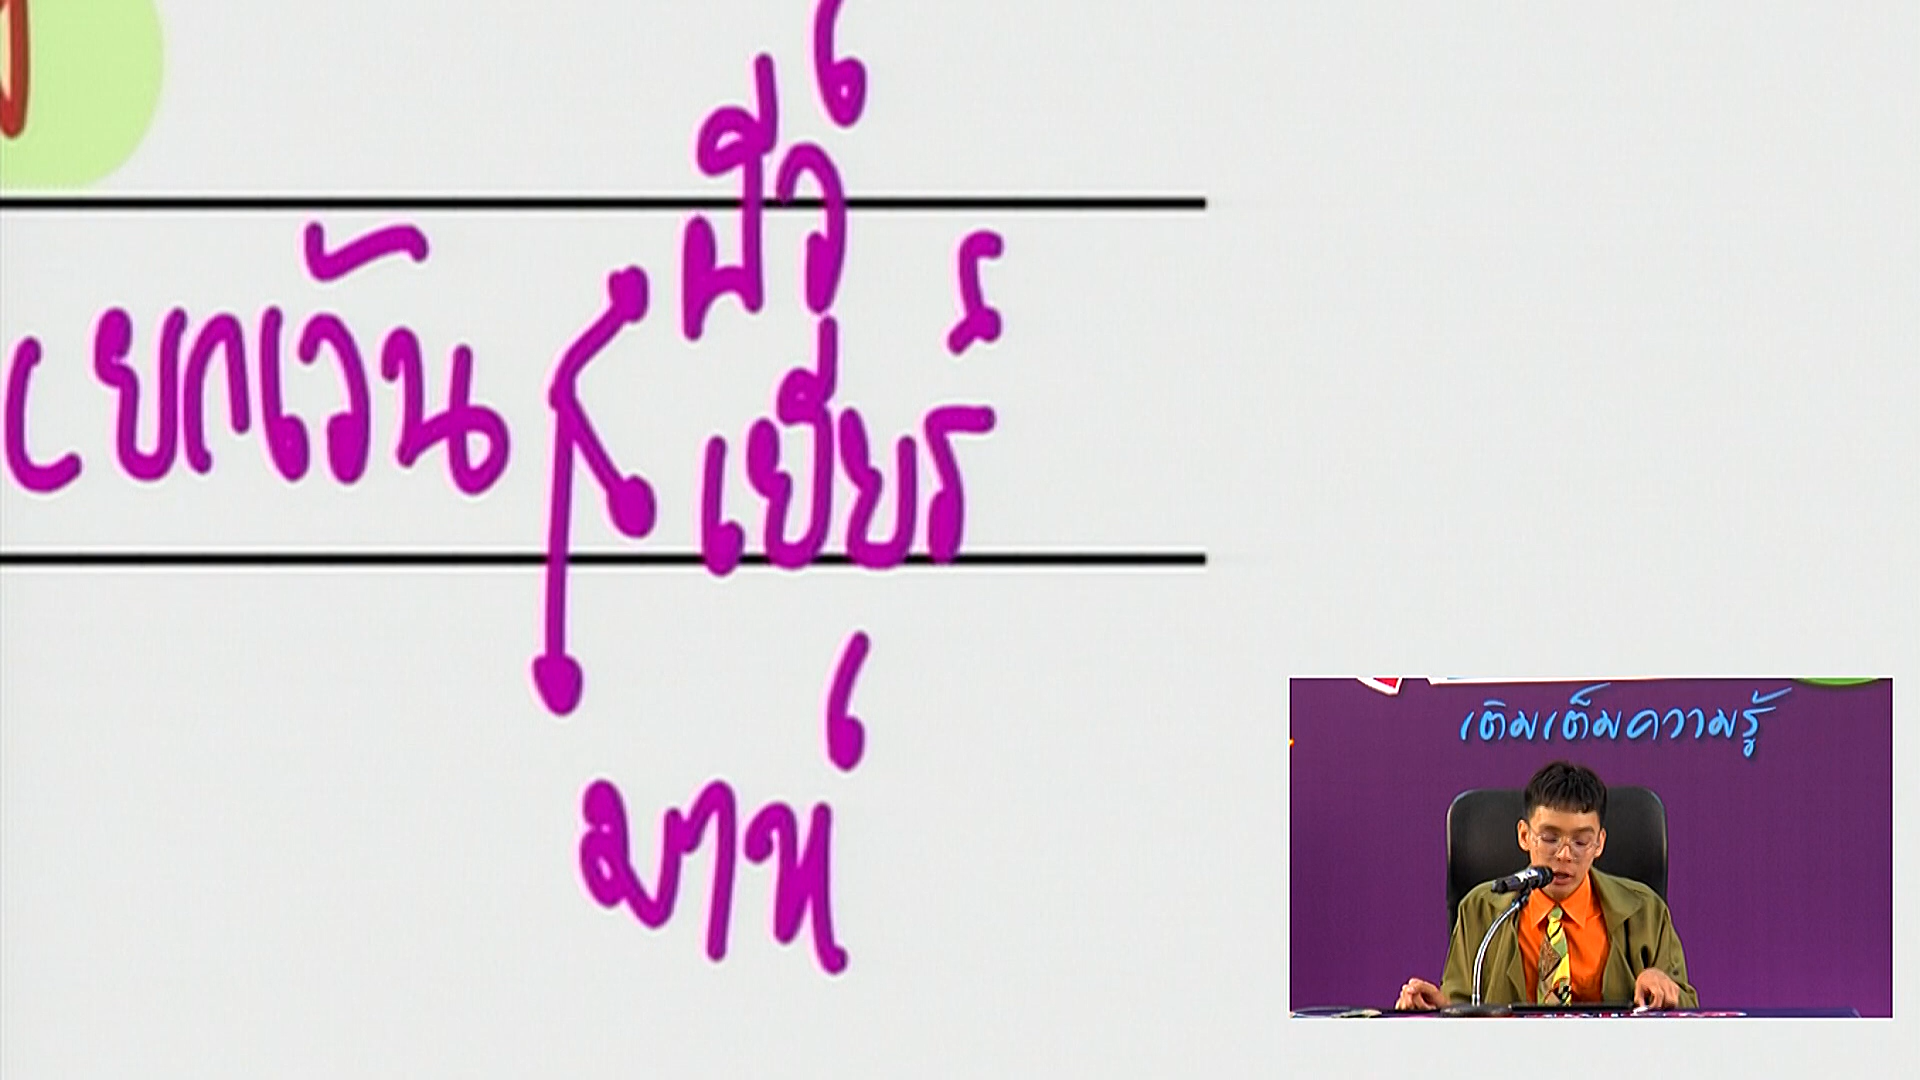 ปีว์
(ยกเว้น
เยียร์
มาห์
เติมเต็มความรู้